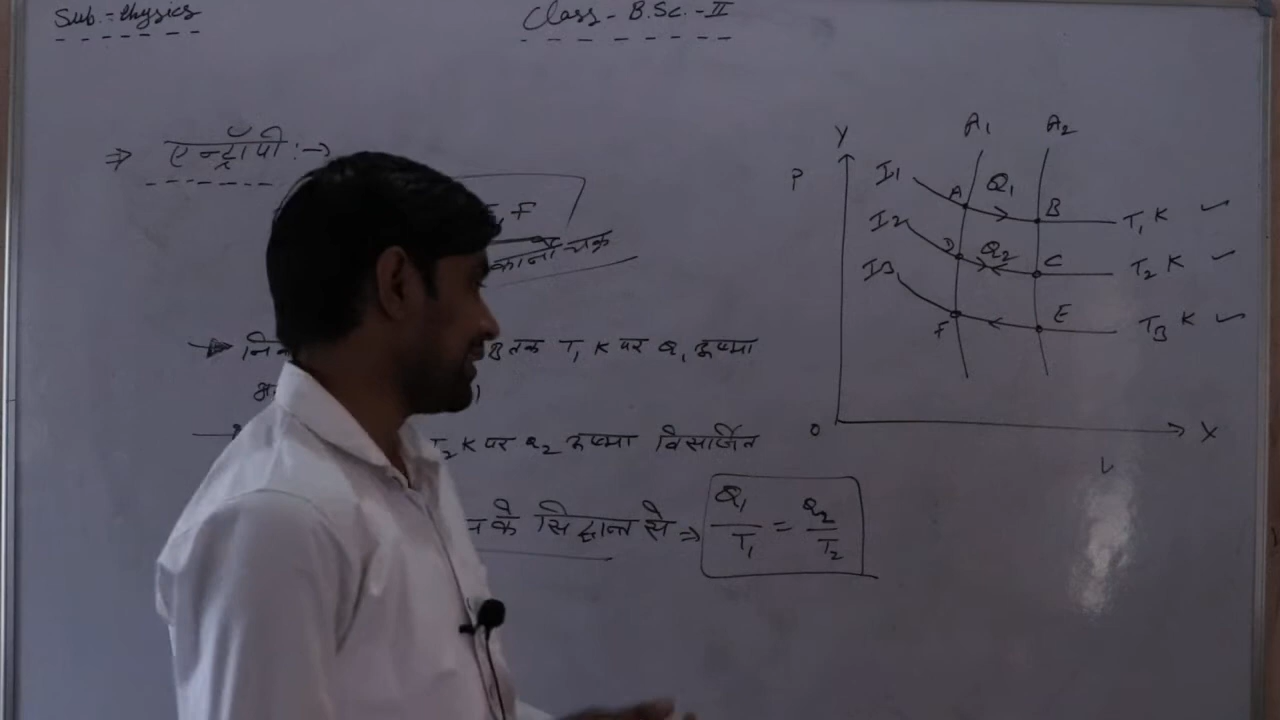 Sub.- Physics
Class - B.Sc. - II
⇒ एन्ट्रॉपी :→
F
चक्र
B तक T₁ K पर Q₁ ऊष्मा
T₂ K पर Q₂ ऊष्मा विसर्जित
के सिद्धान्त से ⇒ Q₁/T₁ = Q₂/T₂
Y
A₁ A₂
P
I₁ A Q₁ B T₁ K
I₂ D Q₂ C T₂ K
I₃ F E T₃ K
O X